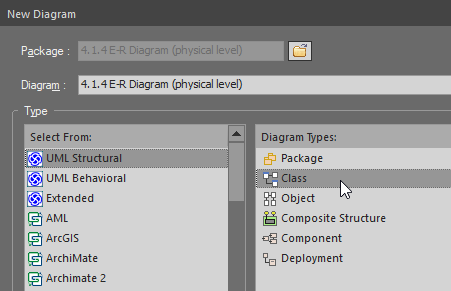 New Diagram
Package : 4.1.4 E-R Diagram (physical level)
Diagram : 4.1.4 E-R Diagram (physical level)
Type
Select From:
UML Structural
UML Behavioral
Extended
AML
ArcGIS
ArchiMate
Archimate 2
Diagram Types:
Package
Class
Object
Composite Structure
Component
Deployment